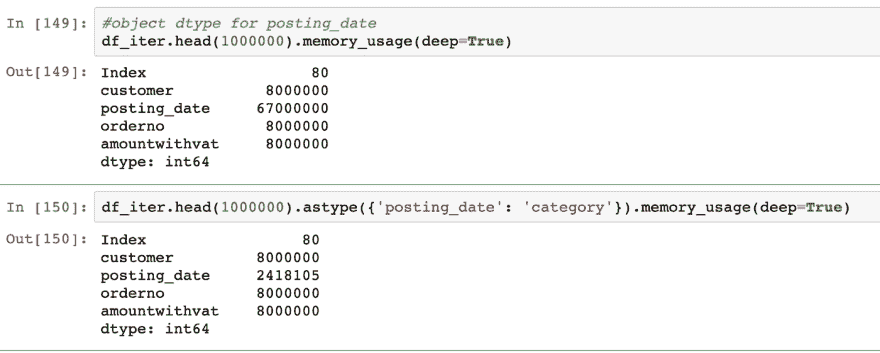 In [149]: #object dtype for posting_date
df_iter.head(1000000).memory_usage(deep=True)
Out[149]: Index 80
customer 8000000
posting_date 67000000
orderno 8000000
amountwithvat 8000000
dtype: int64
In [150]: df_iter.head(1000000).astype({'posting_date': 'category'}).memory_usage(deep=True)
Out[150]: Index 80
customer 8000000
posting_date 2418105
orderno 8000000
amountwithvat 8000000
dtype: int64